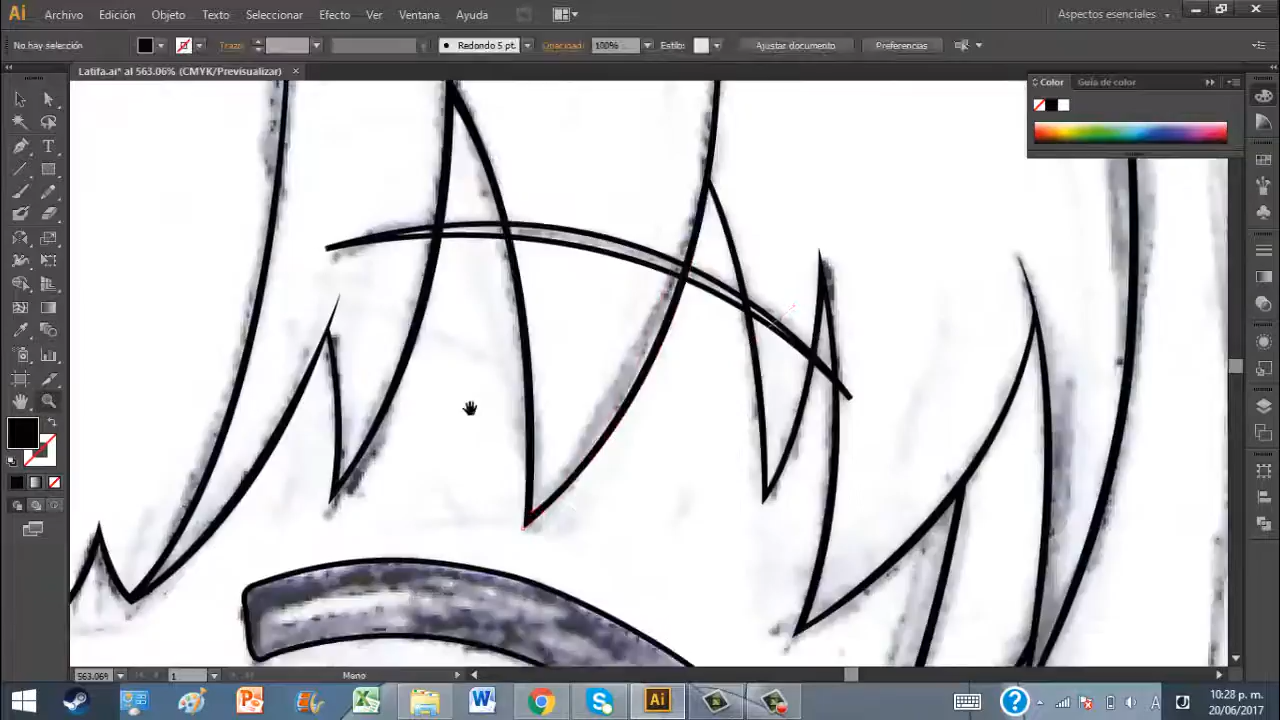 Ai Archivo Edición Objeto Texto Seleccionar Efecto Ver Ventana Ayuda Aspectos esenciales
No hay selección Trazo: Redondo 5 pt. Opacidad: 100% Estilo: Ajustar documento Preferencias
Latifa.ai* al 563.06% (CMYK/Previsualizar) ×
Color Guía de color
563.06% 1 Mano
Ai
10:28 p. m.
20/06/2017